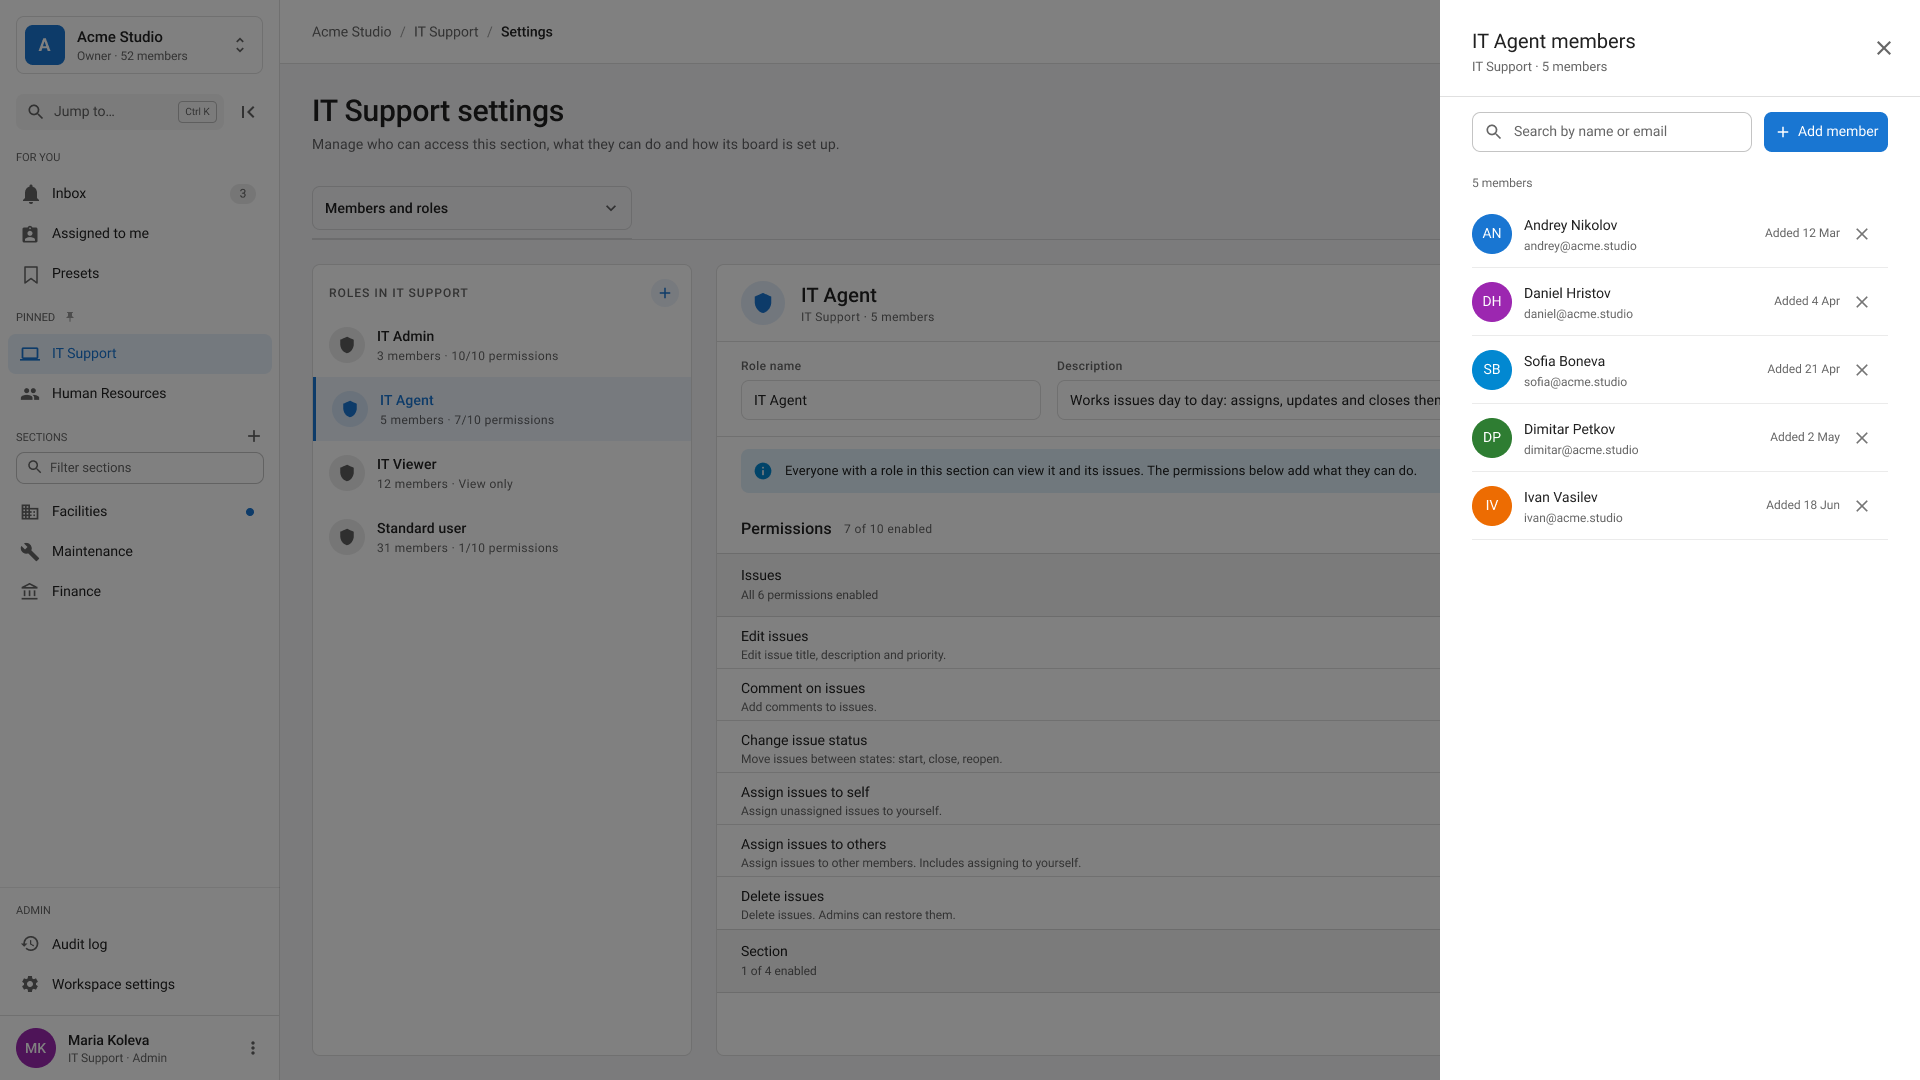 A
Acme Studio
Owner · 52 members
Jump to...
Ctrl K
FOR YOU
Inbox
3
Assigned to me
Presets
PINNED
IT Support
Human Resources
SECTIONS
Filter sections
Facilities
Maintenance
Finance
ADMIN
Audit log
Workspace settings
MK
Maria Koleva
IT Support · Admin
Acme Studio / IT Support / Settings
IT Support settings
Manage who can access this section, what they can do and how its board is set up.
Members and roles
ROLES IN IT SUPPORT
IT Admin
3 members · 10/10 permissions
IT Agent
5 members · 7/10 permissions
IT Viewer
12 members · View only
Standard user
31 members · 1/10 permissions
IT Agent
IT Support · 5 members
Role name
IT Agent
Description
Works issues day to day: assigns, updates and closes
Everyone with a role in this section can view it and its issues. The permissions below add what they can do.
Permissions 7 of 10 enabled
Issues
All 6 permissions enabled
Edit issues
Edit issue title, description and priority.
Comment on issues
Add comments to issues.
Change issue status
Move issues between states: start, close, reopen.
Assign issues to self
Assign unassigned issues to yourself.
Assign issues to others
Assign issues to other members. Includes assigning to yourself.
Delete issues
Delete issues. Admins can restore them.
Section
1 of 4 enabled
IT Agent members
IT Support · 5 members
Search by name or email
Add member
5 members
AN
Andrey Nikolov
andrey@acme.studio
Added 12 Mar
DH
Daniel Hristov
daniel@acme.studio
Added 4 Apr
SB
Sofia Boneva
sofia@acme.studio
Added 21 Apr
DP
Dimitar Petkov
dimitar@acme.studio
Added 2 May
IV
Ivan Vasilev
ivan@acme.studio
Added 18 Jun